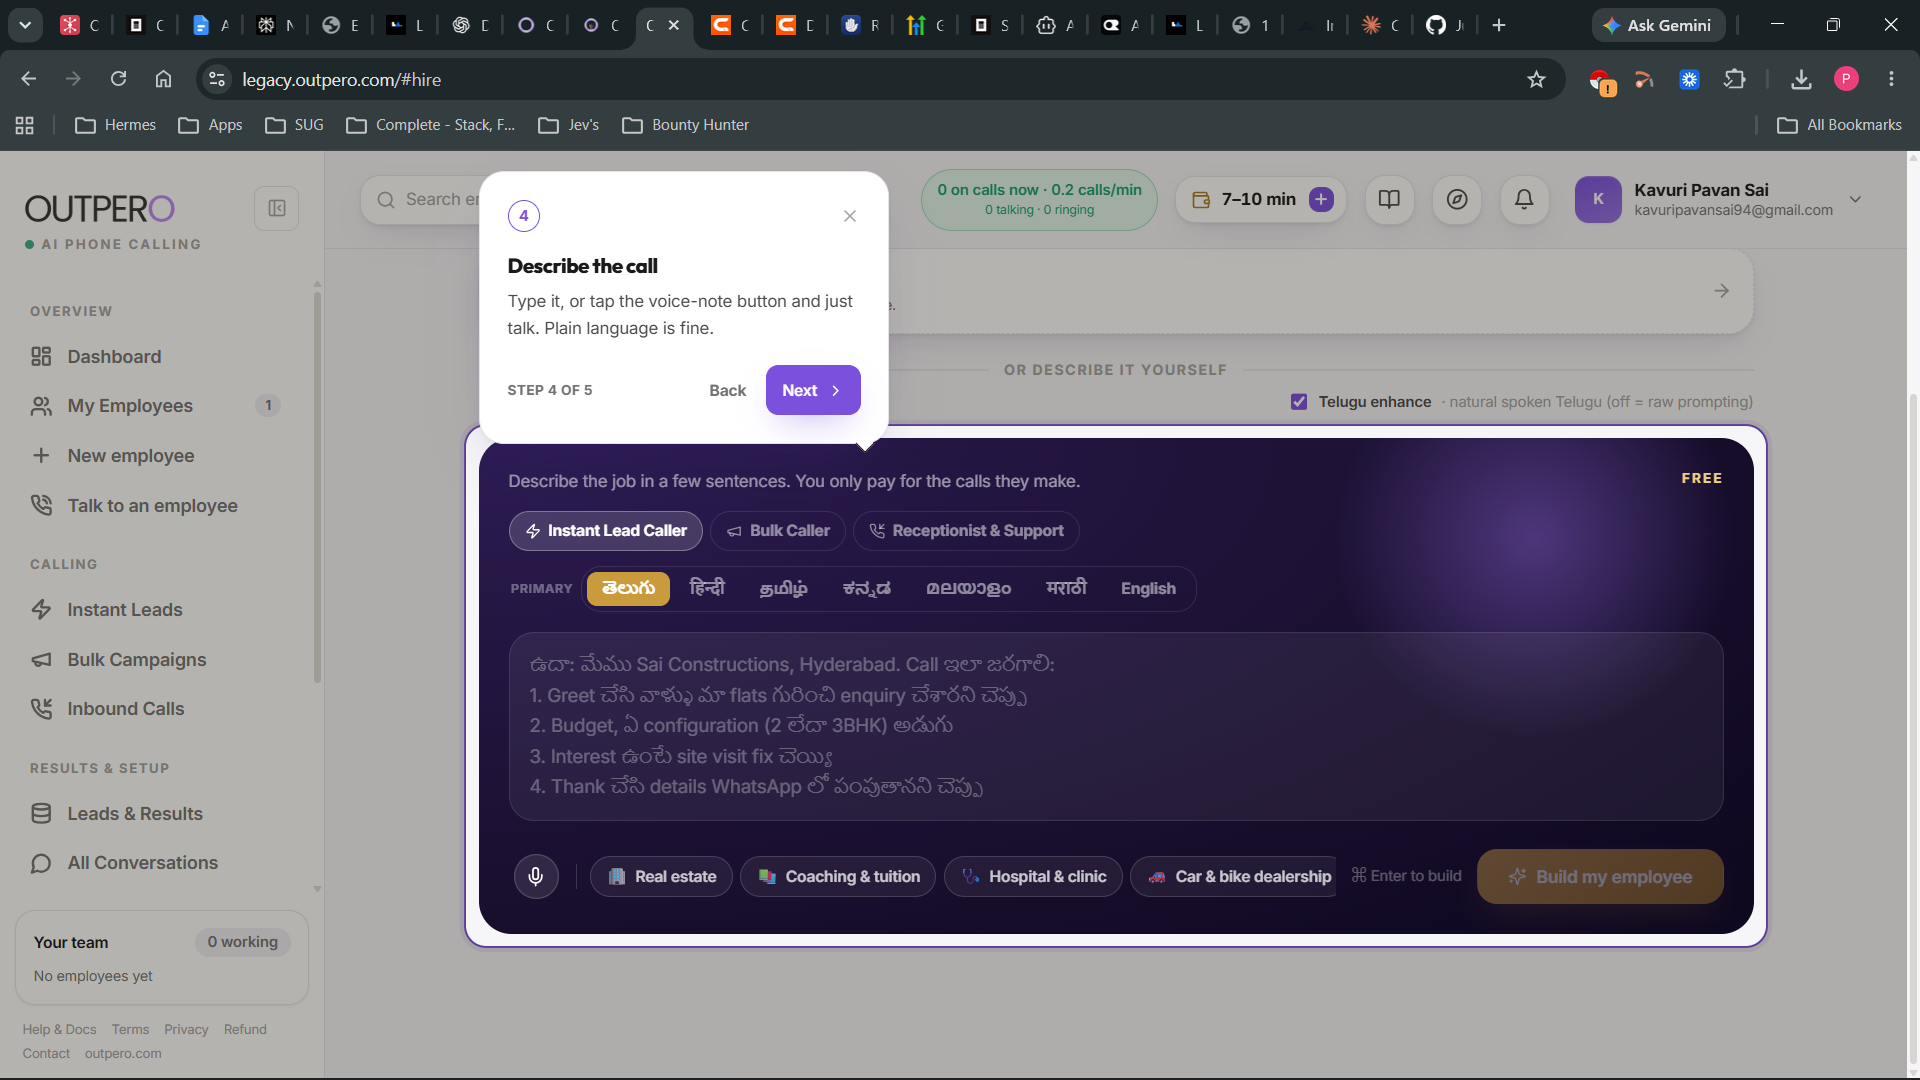 Ask Gemini
legacy.outpero.com/#hire
Hermes
Apps
SUG
Complete - Stack, F...
Jev's
Bounty Hunter
All Bookmarks
OUTPERO
AI PHONE CALLING
OVERVIEW
Dashboard
My Employees 1
New employee
Talk to an employee
CALLING
Instant Leads
Bulk Campaigns
Inbound Calls
RESULTS & SETUP
Leads & Results
All Conversations
Your team 0 working
No employees yet
Help & Docs Terms Privacy Refund
Contact outpero.com
Search
0 on calls now · 0.2 calls/min
0 talking · 0 ringing
7–10 min
K
Kavuri Pavan Sai
kavuripavansai94@gmail.com
4
Describe the call
Type it, or tap the voice-note button and just
talk. Plain language is fine.
STEP 4 OF 5 Back Next
OR DESCRIBE IT YOURSELF
Telugu enhance · natural spoken Telugu (off = raw prompting)
Describe the job in a few sentences. You only pay for the calls they make.
FREE
Instant Lead Caller Bulk Caller Receptionist & Support
PRIMARY తెలుగు हिन्दी தமிழ் ಕನ್ನಡ മലയാളം मराठी English
ఉదా: మేము Sai Constructions, Hyderabad. Call ఇలా జరగాలి:
1. Greet చేసి వాళ్ళు మా flats గురించి enquiry చేశారని చెప్పు
2. Budget, ఏ configuration (2 లేదా 3BHK) అడుగు
3. Interest ఉంటే site visit fix చెయ్యి
4. Thank చేసి details WhatsApp లో పంపుతానని చెప్పు
Real estate Coaching & tuition Hospital & clinic Car & bike dealership ⌘ Enter to build Build my employee